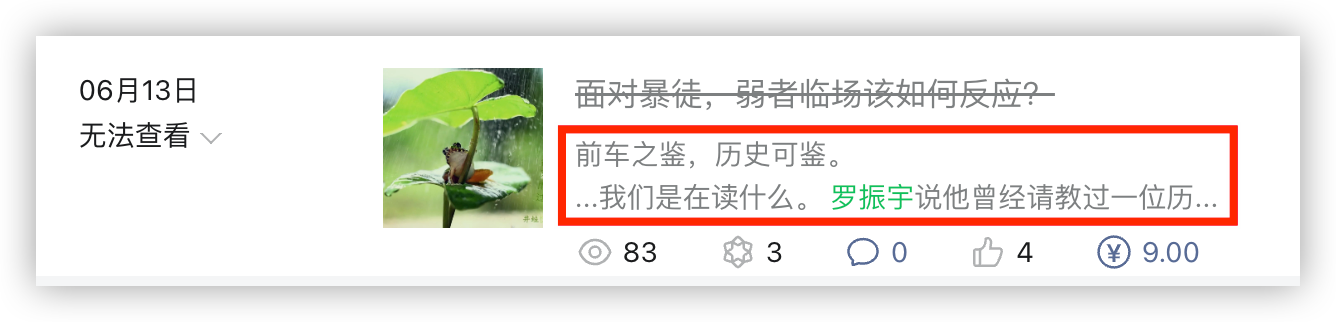 06月13日
无法查看
面对暴徒，弱者临场该如何反应？
前车之鉴，历史可鉴。
...我们是在读什么。 罗振宇说他曾经请教过一位历...
83 3 0 4 ¥ 9.00